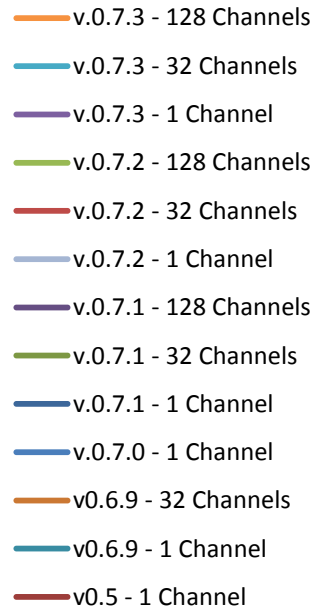 v.0.7.3 - 128 Channels
v.0.7.3 - 32 Channels
v.0.7.3 - 1 Channel
v.0.7.2 - 128 Channels
v.0.7.2 - 32 Channels
v.0.7.2 - 1 Channel
v.0.7.1 - 128 Channels
v.0.7.1 - 32 Channels
v.0.7.1 - 1 Channel
v.0.7.0 - 1 Channel
v0.6.9 - 32 Channels
v0.6.9 - 1 Channel
v0.5 - 1 Channel